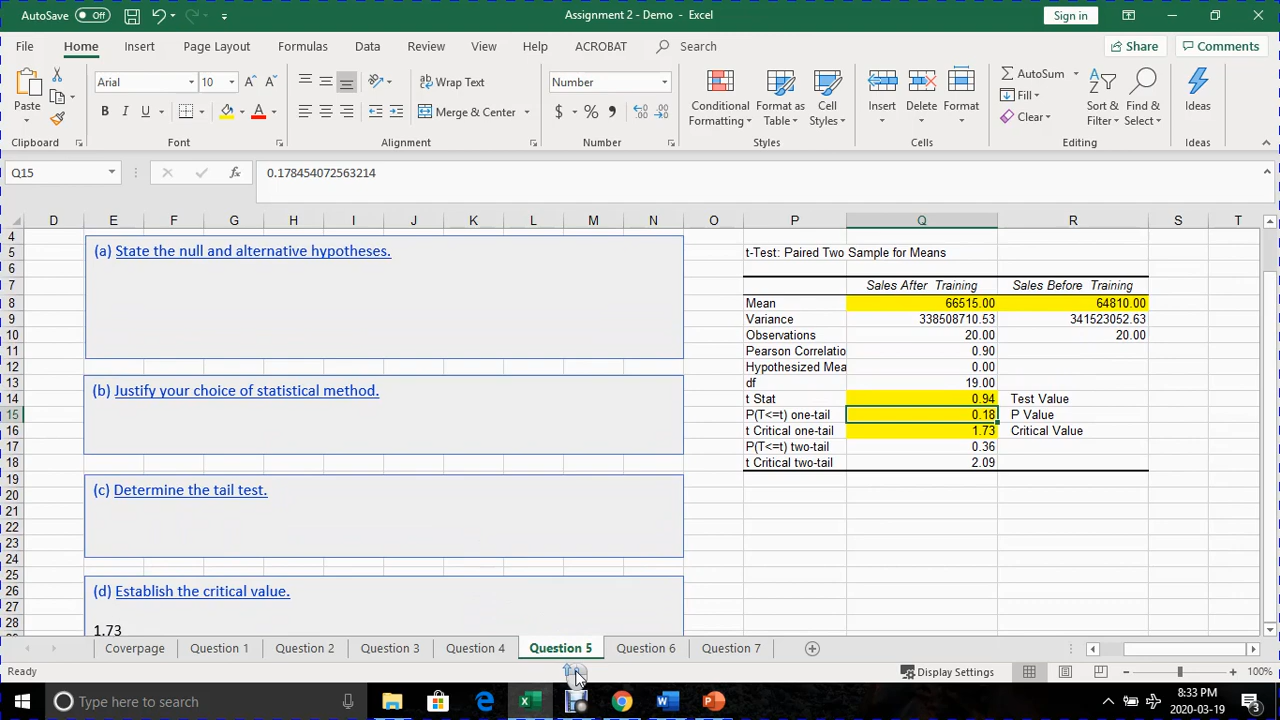 AutoSave Off
Assignment 2 - Demo - Excel
Sign in
File Home Insert Page Layout Formulas Data Review View Help ACROBAT Search Share Comments
Paste
Arial 10
B I U
Wrap Text
Merge & Center
Number
$ % ,
Conditional Formatting
Format as Table
Cell Styles
Insert
Delete
Format
AutoSum
Fill
Clear
Sort & Filter
Find & Select
Ideas
Clipboard Font Alignment Number Styles Cells Editing Ideas
Q15 fx 0.178454072563214
D E F G H I J K L M N O P Q R S T
4
(a) State the null and alternative hypotheses.
5 t-Test: Paired Two Sample for Means
6
7 Sales After Training Sales Before Training
8 Mean 66515.00 64810.00
9 Variance 338508710.53 341523052.63
10 Observations 20.00 20.00
11 Pearson Correlatio 0.90
12 Hypothesized Mea 0.00
13 df 19.00
(b) Justify your choice of statistical method.
14 t Stat 0.94 Test Value
15 P(T<=t) one-tail 0.18 P Value
16 t Critical one-tail 1.73 Critical Value
17 P(T<=t) two-tail 0.36
18 t Critical two-tail 2.09
19
(c) Determine the tail test.
20
21
22
23
24
25
(d) Establish the critical value.
26
27
28
1.73
Coverpage Question 1 Question 2 Question 3 Question 4 Question 5 Question 6 Question 7
Ready
Display Settings
100%
Type here to search
8:33 PM
2020-03-19
3